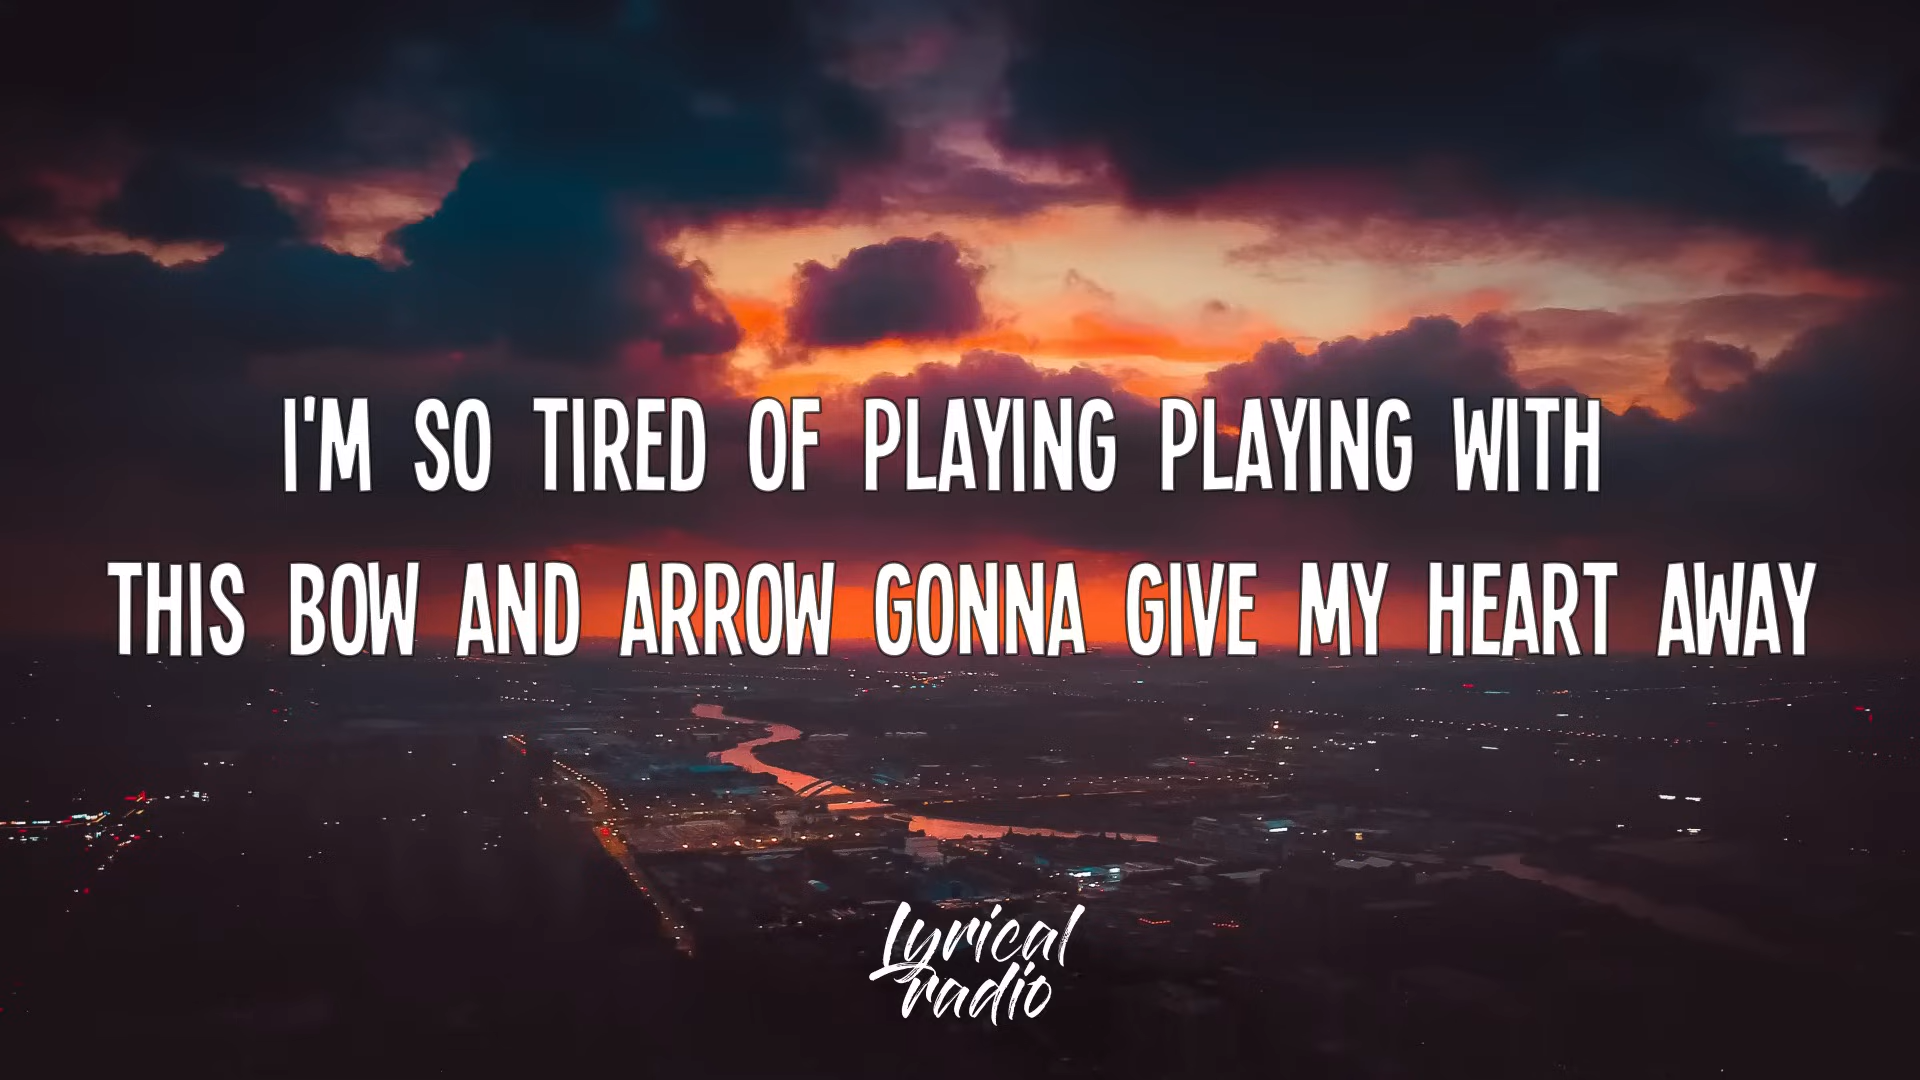 I'M SO TIRED OF PLAYING PLAYING WITH
THIS BOW AND ARROW GONNA GIVE MY HEART AWAY
Lyrical
radio